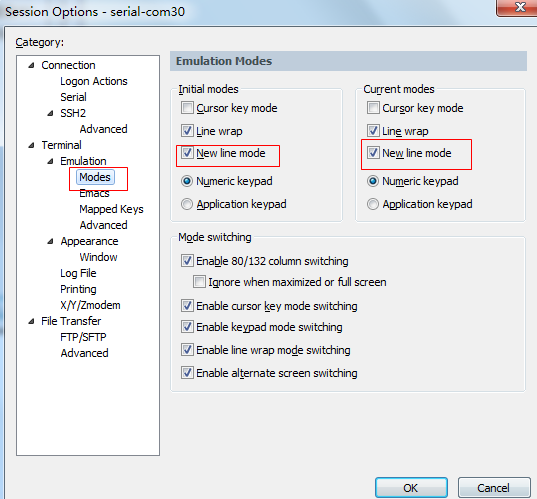 Session Options - serial-com30
Category:
Connection
Logon Actions
Serial
SSH2
Advanced
Terminal
Emulation
Modes
Emacs
Mapped Keys
Advanced
Appearance
Window
Log File
Printing
X/Y/Zmodem
File Transfer
FTP/SFTP
Advanced
Emulation Modes
Initial modes
Cursor key mode
Line wrap
New line mode
Numeric keypad
Application keypad
Current modes
Cursor key mode
Line wrap
New line mode
Numeric keypad
Application keypad
Mode switching
Enable 80/132 column switching
Ignore when maximized or full screen
Enable cursor key mode switching
Enable keypad mode switching
Enable line wrap mode switching
Enable alternate screen switching
OK
Cancel